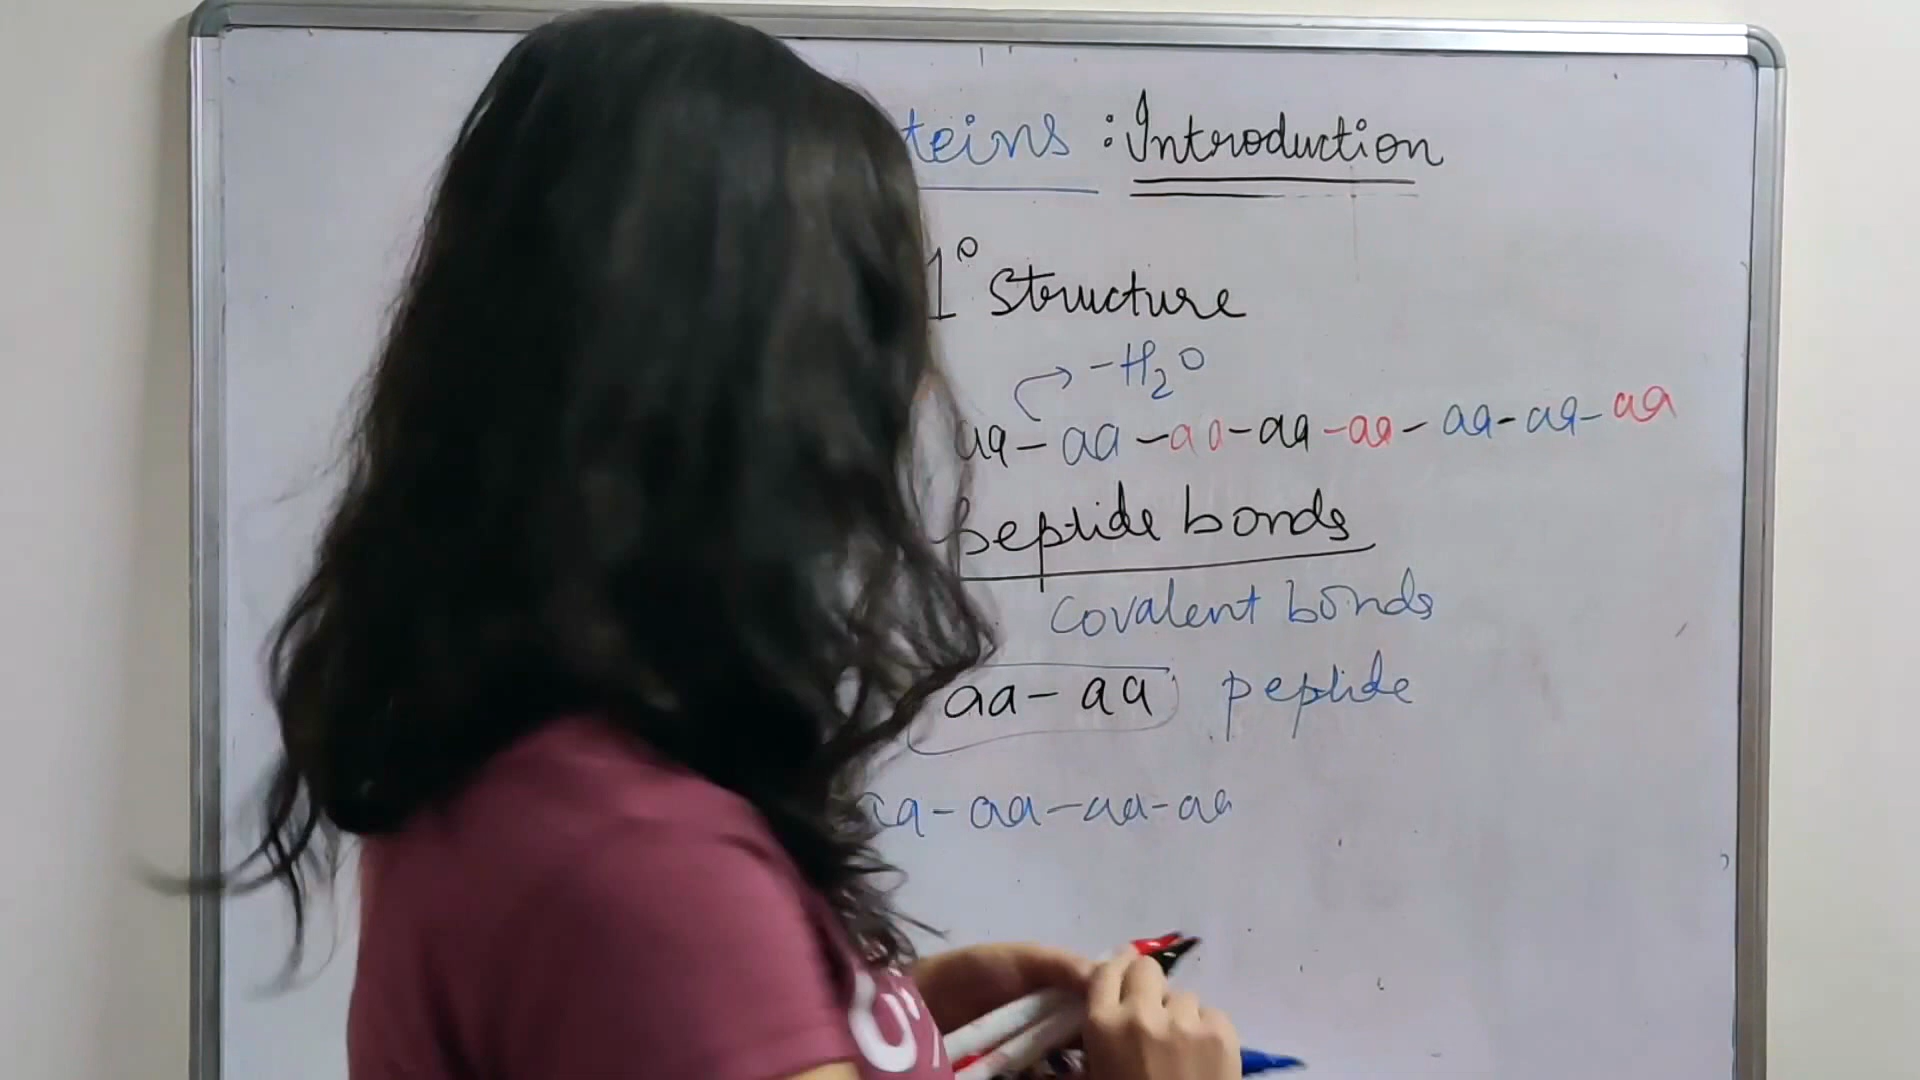 teins : Introduction
1° Structure
-H₂O
aa - aa - aa - aa - aa - aa - aa - aa
peptide bonds
covalent bonds
aa - aa peptide
aa - aa - aa - aa